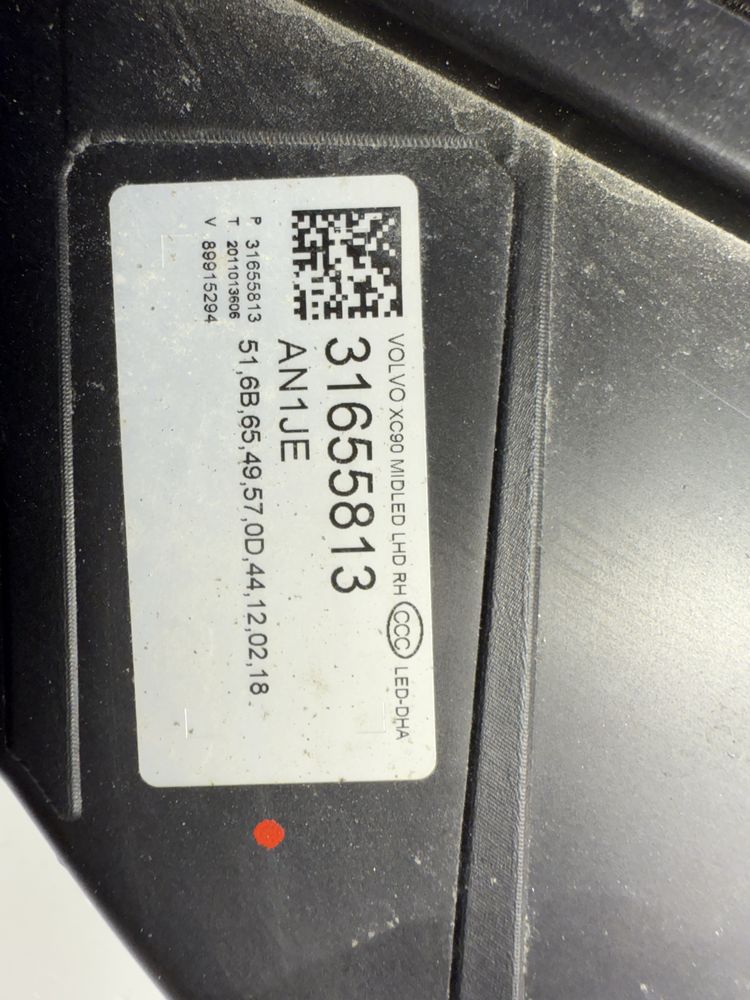 VOLVO XC90 MIDLED LHD RH CCC LED-DHA
31655813
AN1JE
P 31655813
T 2011013606
V 89915294
51,6B,65,49,57,0D,44,12,02,18